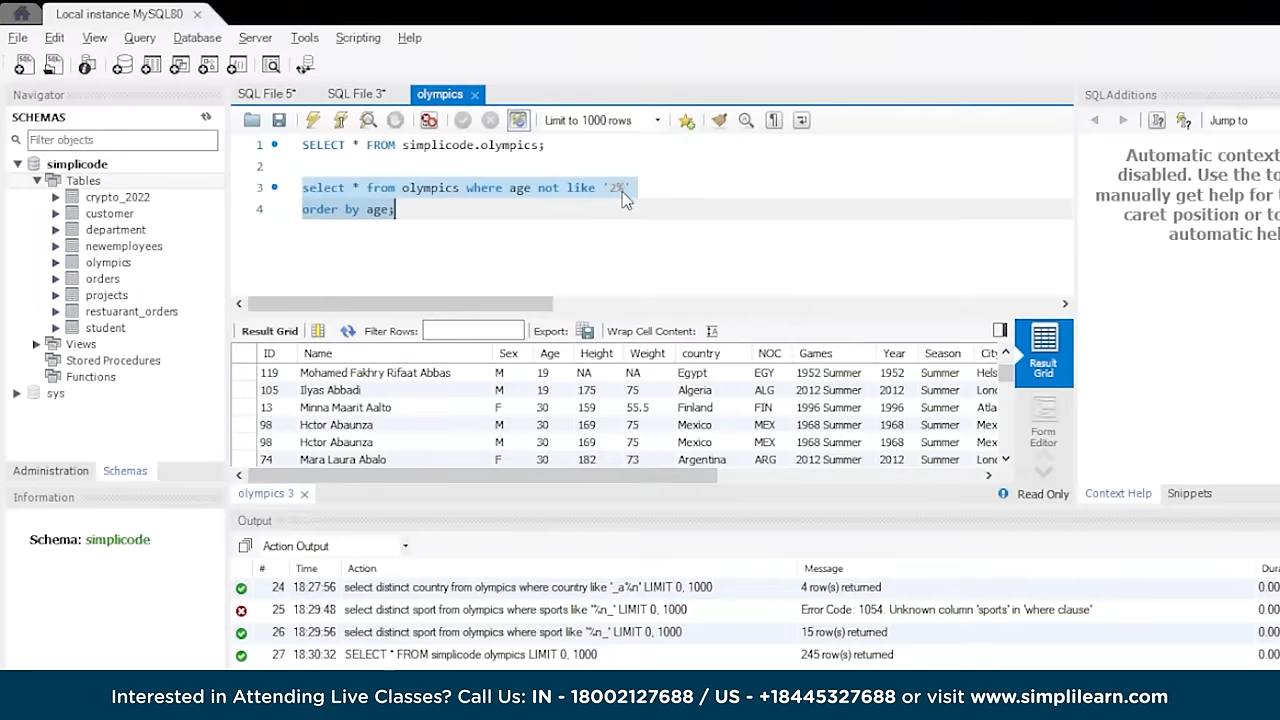 Local instance MySQL80
File Edit View Query Database Server Tools Scripting Help
Navigator
SCHEMAS
Filter objects
simplicode
Tables
crypto_2022
customer
department
newemployees
olympics
orders
projects
restuarant_orders
student
Views
Stored Procedures
Functions
sys
Administration Schemas
Information
Schema: simplicode
SQL File 5* SQL File 3* olympics
Limit to 1000 rows
1 SELECT * FROM simplicode.olympics;
2
3 select * from olympics where age not like '2%'
4 order by age;
Result Grid Filter Rows: Export: Wrap Cell Content:
ID Name Sex Age Height Weight country NOC Games Year Season City
119 Mohamed Fakhry Rifaat Abbas M 19 NA NA Egypt EGY 1952 Summer 1952 Summer Hels
105 Ilyas Abbadi M 19 175 75 Algeria ALG 2012 Summer 2012 Summer Lond
13 Minna Maarit Aalto F 30 159 55.5 Finland FIN 1996 Summer 1996 Summer Atla
98 Hctor Abaunza M 30 169 75 Mexico MEX 1968 Summer 1968 Summer Mex
98 Hctor Abaunza M 30 169 75 Mexico MEX 1968 Summer 1968 Summer Mex
74 Mara Laura Abalo F 30 182 73 Argentina ARG 2012 Summer 2012 Summer Lond
Result Grid
Form Editor
olympics 3
Read Only
SQLAdditions
Jump to
Automatic context
disabled. Use the to
manually get help for t
caret position or to
automatic hel
Context Help Snippets
Output
Action Output
# Time Action Message Dura
24 18:27:56 select distinct country from olympics where country like '_a%n' LIMIT 0, 1000 4 row(s) returned 0.00
25 18:29:48 select distinct sport from olympics where sports like '%n_' LIMIT 0, 1000 Error Code: 1054. Unknown column 'sports' in 'where clause' 0.00
26 18:29:56 select distinct sport from olympics where sport like '%n_' LIMIT 0, 1000 15 row(s) returned 0.00
27 18:30:32 SELECT * FROM simplicode.olympics LIMIT 0, 1000 245 row(s) returned 0.00
Interested in Attending Live Classes? Call Us: IN - 18002127688 / US - +18445327688 or visit www.simplilearn.com